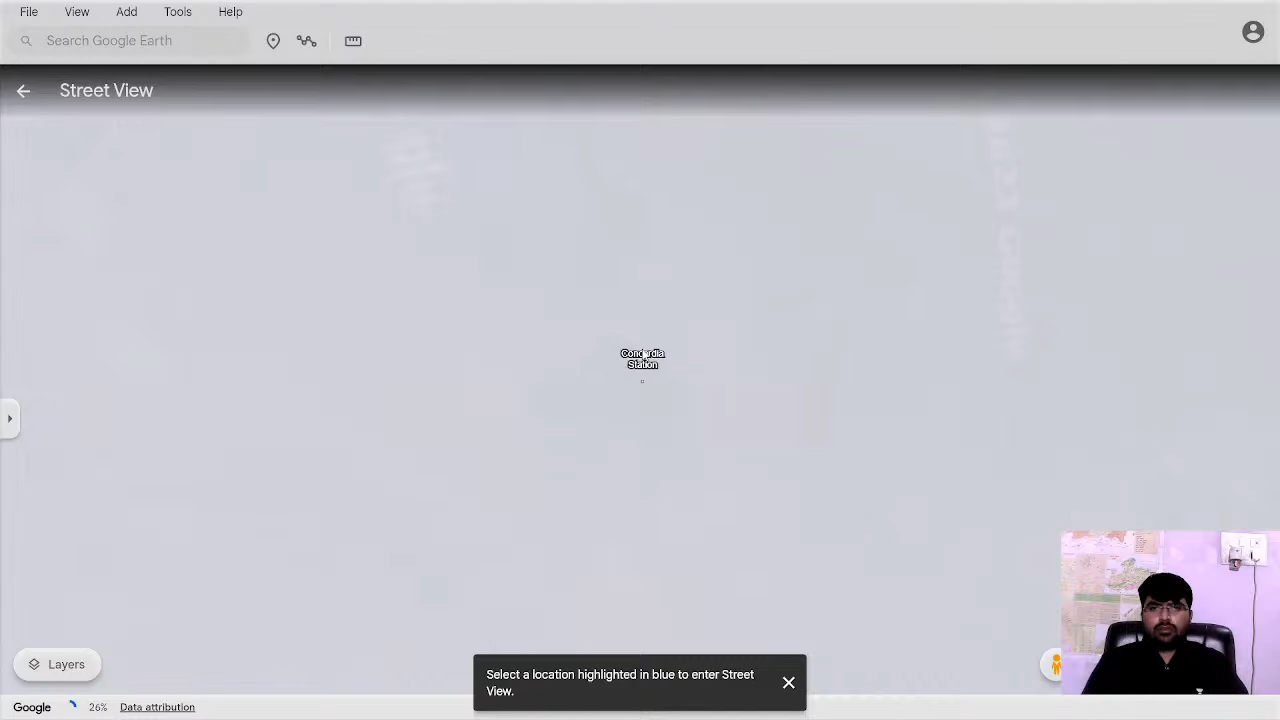 File View Add Tools Help
Search Google Earth
Street View
Concordia
Station
Layers
Select a location highlighted in blue to enter Street
View.
Google 26% Data attribution